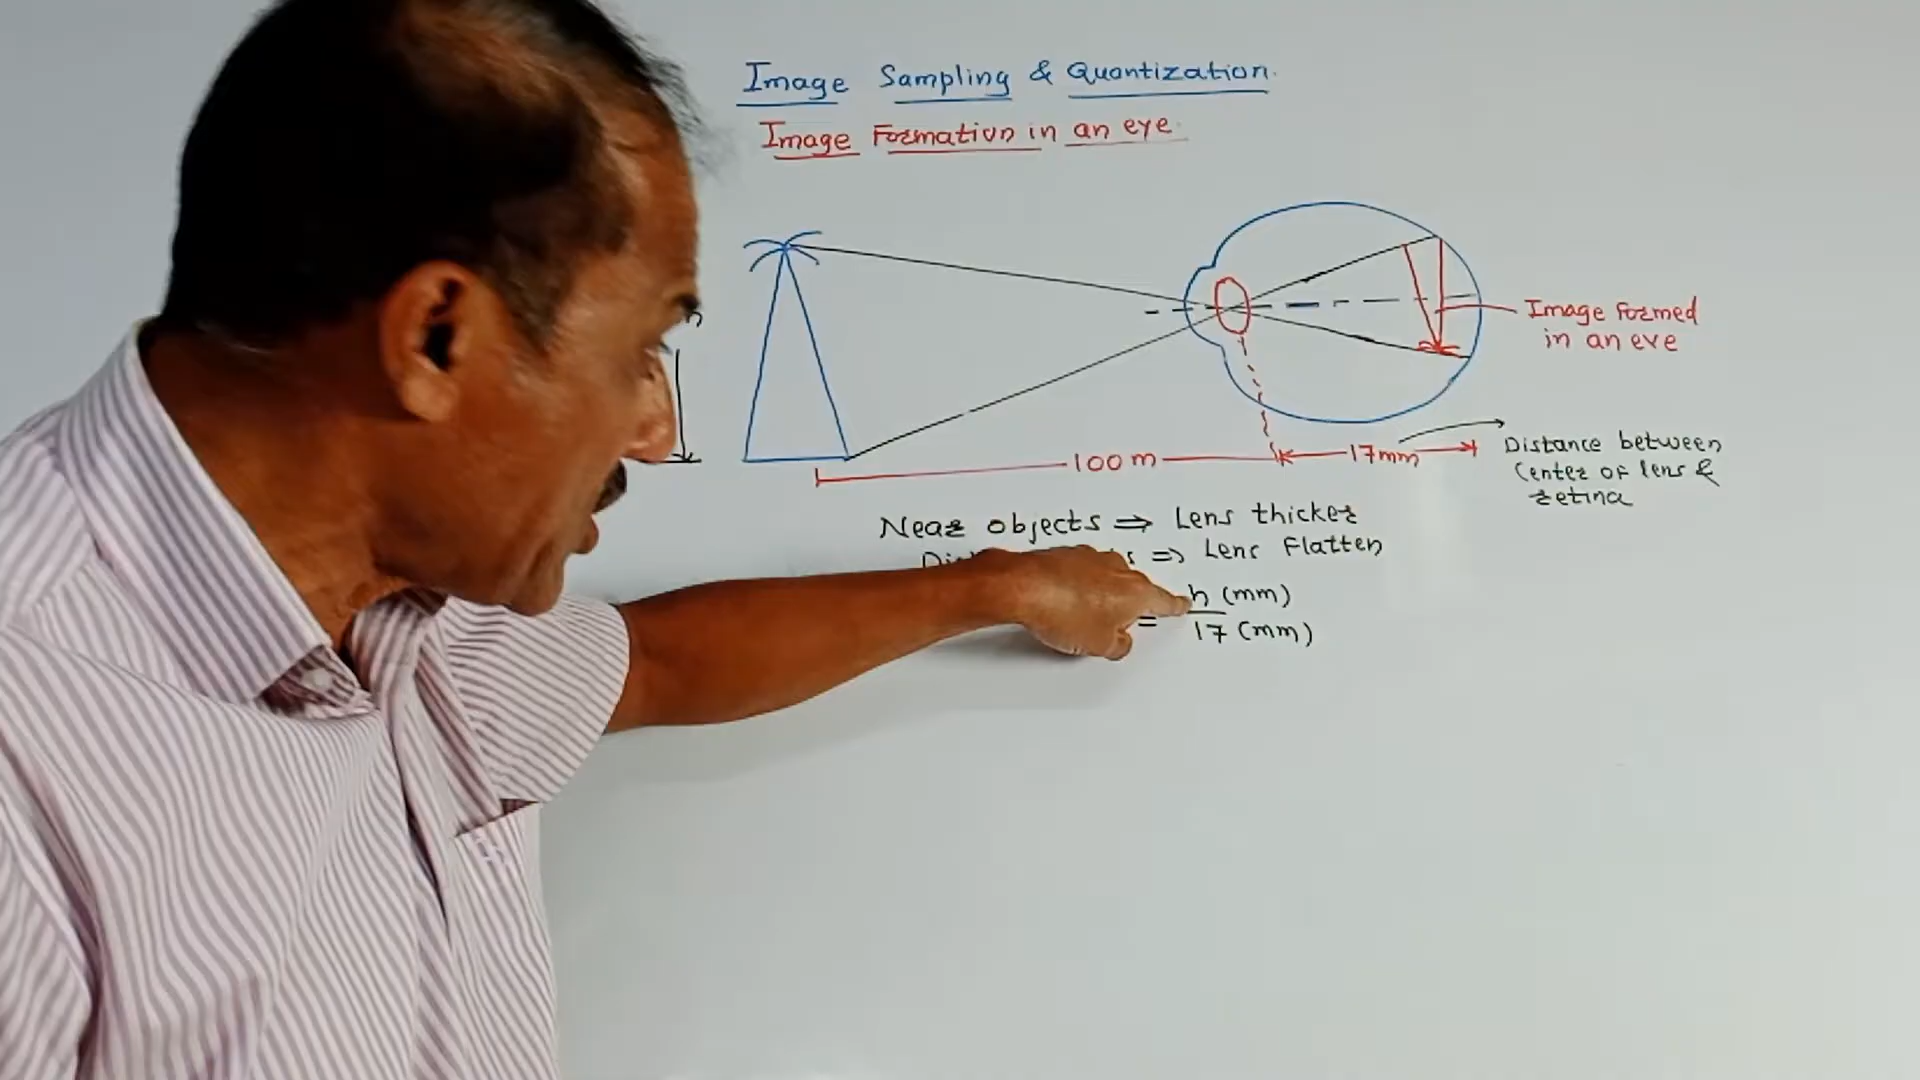 Image Sampling & Quantization.
Image Formation in an eye.
Image Formed
in an eye
100 m
17mm
Distance between
Center of lens &
retina
Near objects ⇒ Lens thicker
⇒ Lens Flatten
= h (mm)
17 (mm)